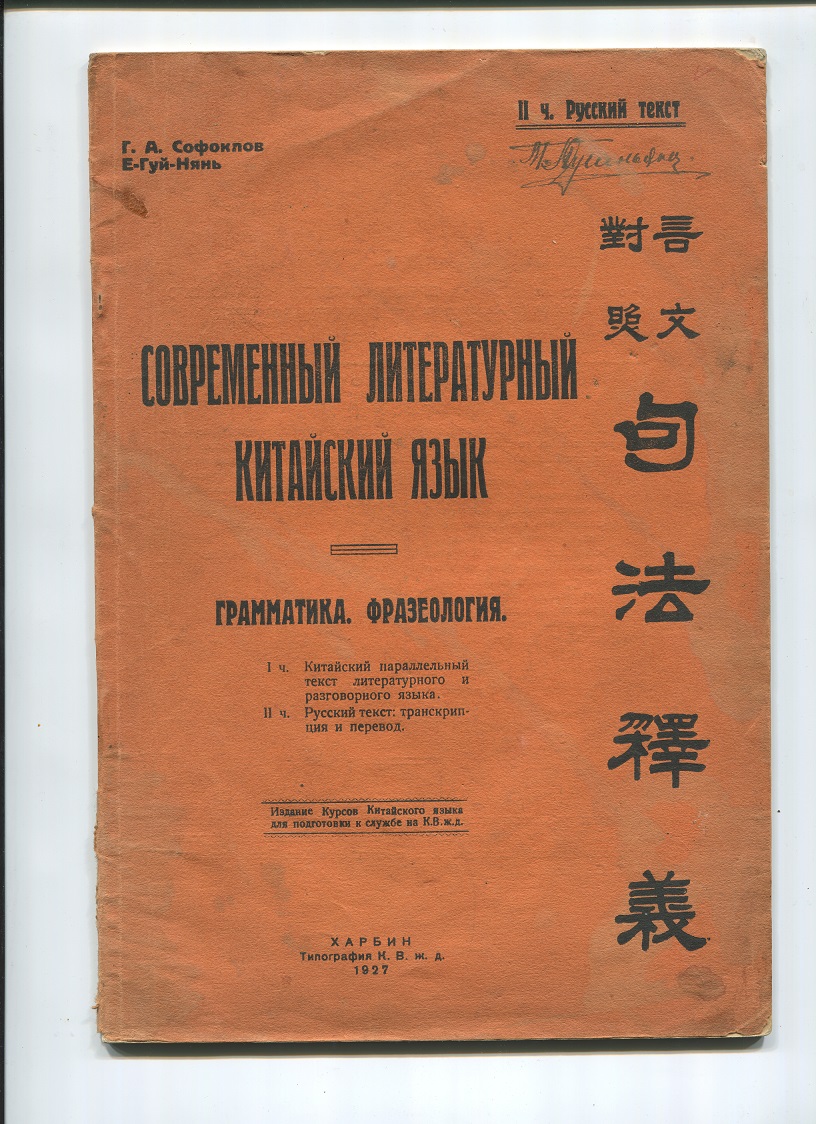 II ч. Русский текст
Г. А. Софоклов
Е-Гуй-Нянь
言文
對照
句法釋義
СОВРЕМЕННЫЙ ЛИТЕРАТУРНЫЙ
КИТАЙСКИЙ ЯЗЫК
ГРАММАТИКА. ФРАЗЕОЛОГИЯ.
I ч. Китайский параллельный
текст литературного и
разговорного языка.
II ч. Русский текст: транскрип-
ция и перевод.
Издание Курсов Китайского языка
для подготовки к службе на К.В.ж.д.
ХАРБИН
Типография К. В. ж. д.
1927